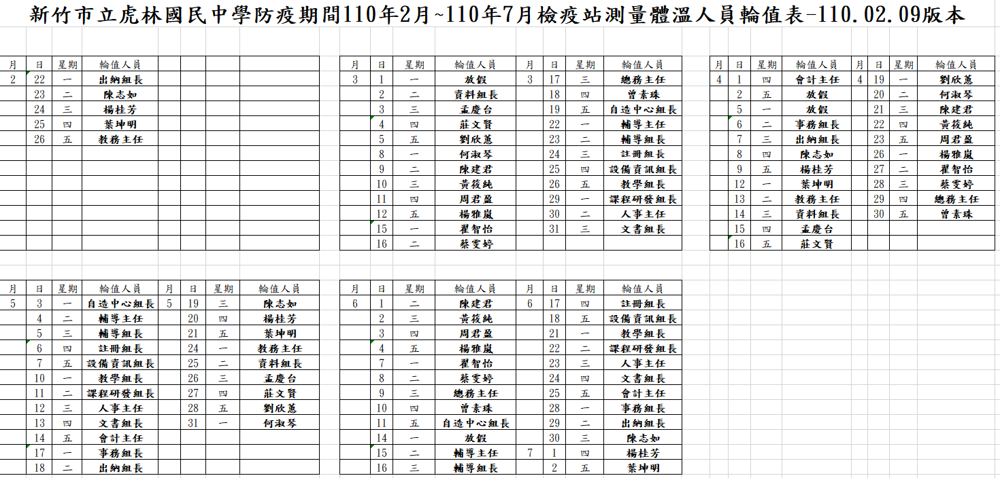 新竹市立虎林國民中學防疫期間110年2月~110年7月檢疫站測量體溫人員輪值表-110.02.09版本
月 日 星期 輪值人員 月 日 星期 輪值人員 月 日 星期 輪值人員 月 日 星期 輪值人員 月 日 星期 輪值人員
2 22 一 出納組長 3 1 一 放假 3 17 三 總務主任 4 1 四 會計主任 4 19 一 劉欣蕙
23 二 陳志如 2 二 資料組長 18 四 曾素珠 2 五 放假 20 二 何淑琴
24 三 楊桂芳 3 三 孟慶台 19 五 自造中心組長 5 一 放假 21 三 陳建君
25 四 葉坤明 4 四 莊文賢 22 一 輔導主任 6 二 事務組長 22 四 黃筱純
26 五 教務主任 5 五 劉欣蕙 23 二 輔導組長 7 三 出納組長 23 五 周君盈
8 一 何淑琴 24 三 註冊組長 8 四 陳志如 26 一 楊雅嵐
9 二 陳建君 25 四 設備資訊組長 9 五 楊桂芳 27 二 翟智怡
10 三 黃筱純 26 五 教學組長 12 一 葉坤明 28 三 蔡雯婷
11 四 周君盈 29 一 課程研發組長 13 二 教務主任 29 四 總務主任
12 五 楊雅嵐 30 二 人事主任 14 三 資料組長 30 五 曾素珠
15 一 翟智怡 31 三 文書組長 15 四 孟慶台
16 二 蔡雯婷 16 五 莊文賢
月 日 星期 輪值人員 月 日 星期 輪值人員 月 日 星期 輪值人員 月 日 星期 輪值人員
5 3 一 自造中心組長 5 19 三 陳志如 6 1 二 陳建君 6 17 四 註冊組長
4 二 輔導主任 20 四 楊桂芳 2 三 黃筱純 18 五 設備資訊組長
5 三 輔導組長 21 五 葉坤明 3 四 周君盈 21 一 教學組長
6 四 註冊組長 24 一 教務主任 4 五 楊雅嵐 22 二 課程研發組長
7 五 設備資訊組長 25 二 資料組長 7 一 翟智怡 23 三 人事主任
10 一 教學組長 26 三 孟慶台 8 二 蔡雯婷 24 四 文書組長
11 二 課程研發組長 27 四 莊文賢 9 三 總務主任 25 五 會計主任
12 三 人事主任 28 五 劉欣蕙 10 四 曾素珠 28 一 事務組長
13 四 文書組長 31 一 何淑琴 11 五 自造中心組長 29 二 出納組長
14 五 會計主任 14 一 放假 30 三 陳志如
17 一 事務組長 15 二 輔導主任 7 1 四 楊桂芳
18 二 出納組長 16 三 輔導組長 2 五 葉坤明